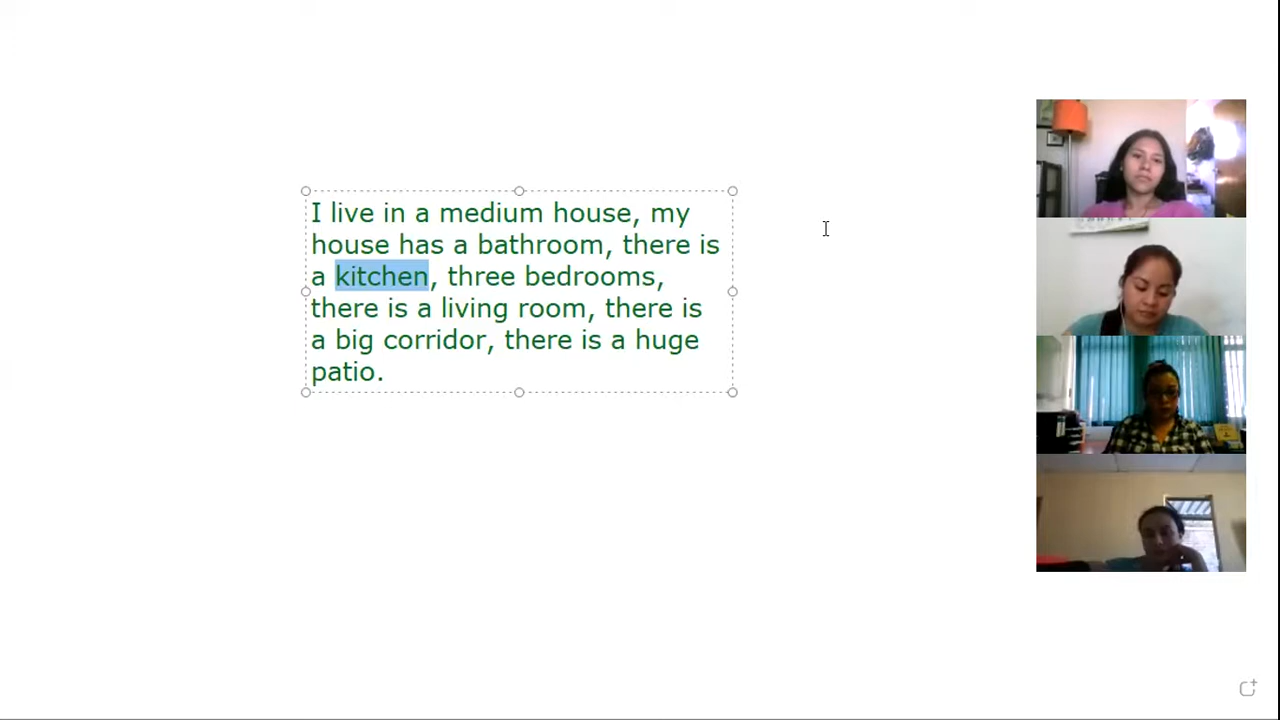 I live in a medium house, my
house has a bathroom, there is
a kitchen, three bedrooms,
there is a living room, there is
a big corridor, there is a huge
patio.